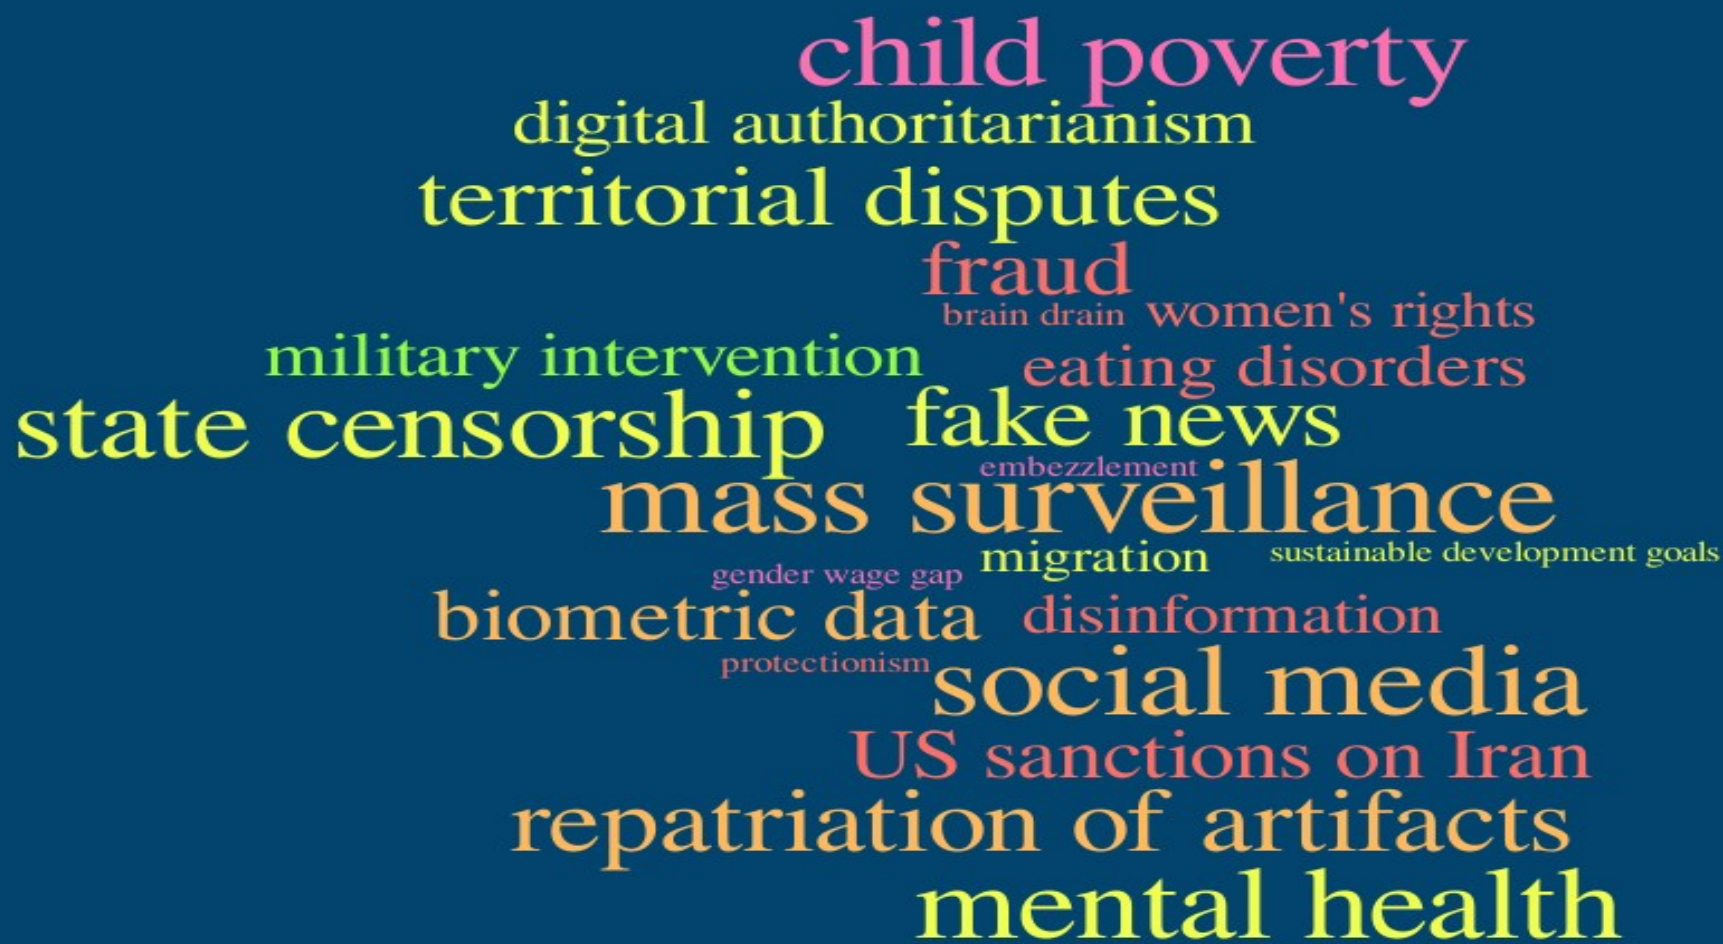 child poverty
digital authoritarianism
territorial disputes
fraud
brain drain women's rights
military intervention
eating disorders
state censorship
fake news
embezzlement
mass surveillance
migration
sustainable development goals
gender wage gap
biometric data
disinformation
protectionism
social media
US sanctions on Iran
repatriation of artifacts
mental health